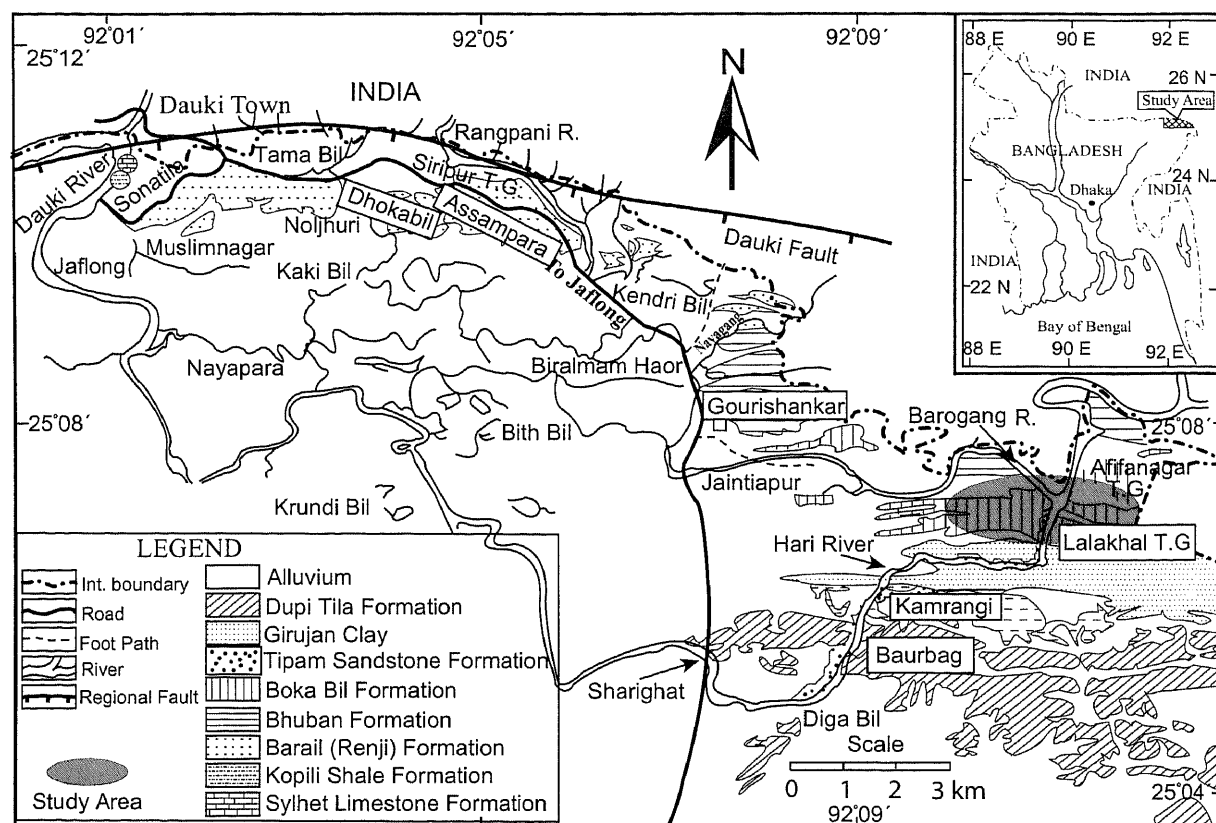 92°01´
92°05´
92°09´
25°12´
N
INDIA
Dauki Town
Rangpani R.
Tama Bil
Siripur T.G.
Dauki River
Sonatila
Dhokabil
Assampara
Noljhuri
Muslimnagar
Jaflong
Kaki Bil
To Jaflong
Kendri Bil
Dauki Fault
Nayagang
Nayapara
Biralmam Haor
Gourishankar
25°08´
Bith Bil
Barogang R.
25°08´
Jaintiapur
Afifanagar
T.G
Krundi Bil
Lalakhal T.G
Hari River
Kamrangi
Baurbag
Sharighat
Diga Bil
Scale
0 1 2 3 km
92°09´
25°04´
88 E 90 E 92 E
INDIA
26 N
Study Area
BANGLADESH
24 N
Dhaka
INDIA
INDIA
22 N
Bay of Bengal
88 E 90 E 92 E
LEGEND
Int. boundary
Road
Foot Path
River
Regional Fault
Study Area
Alluvium
Dupi Tila Formation
Girujan Clay
Tipam Sandstone Formation
Boka Bil Formation
Bhuban Formation
Barail (Renji) Formation
Kopili Shale Formation
Sylhet Limestone Formation